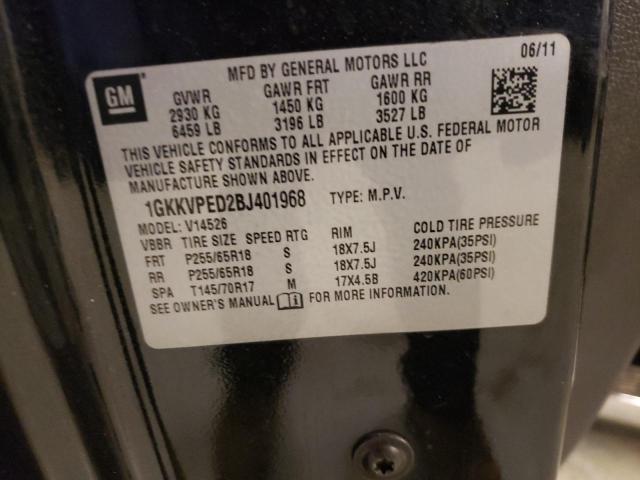 GM
MFD BY GENERAL MOTORS LLC 06/11
GVWR GAWR FRT GAWR RR
2930 KG 1450 KG 1600 KG
6459 LB 3196 LB 3527 LB
THIS VEHICLE CONFORMS TO ALL APPLICABLE U.S. FEDERAL MOTOR
VEHICLE SAFETY STANDARDS IN EFFECT ON THE DATE OF
MANUFACTURE SHOWN ABOVE.
1GKKVPED2BJ401968 TYPE: M.P.V.
MODEL: V14526
VBBR TIRE SIZE SPEED RTG RIM COLD TIRE PRESSURE
FRT P255/65R18 S 18X7.5J 240KPA(35PSI)
RR P255/65R18 S 18X7.5J 240KPA(35PSI)
SPA T145/70R17 M 17X4.5B 420KPA(60PSI)
SEE OWNER'S MANUAL FOR MORE INFORMATION.